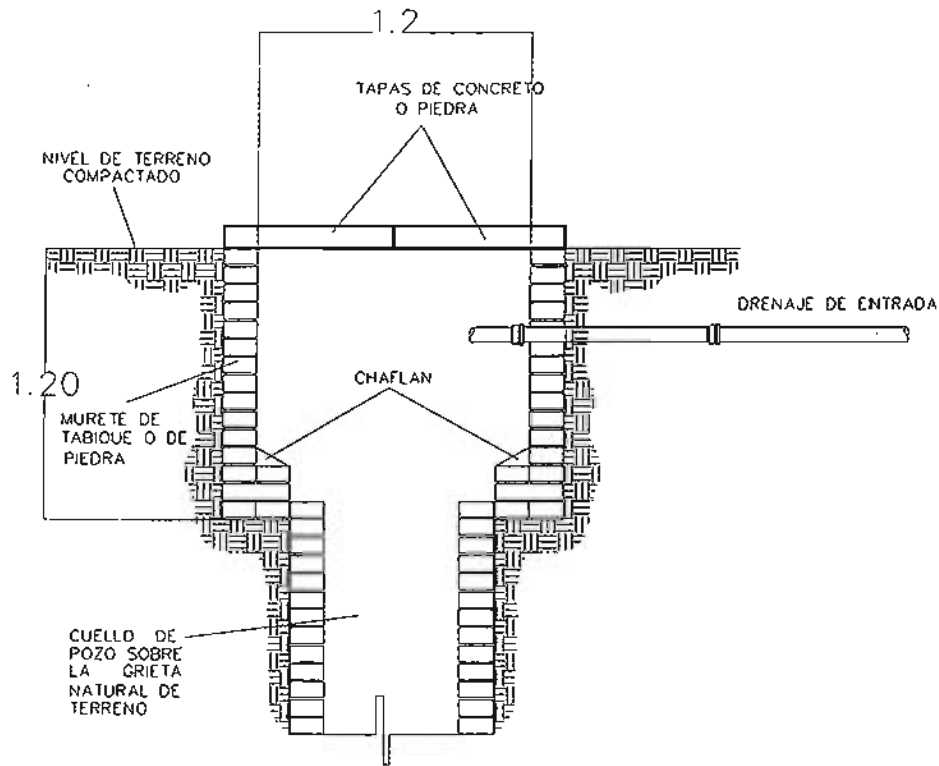 1.2
TAPAS DE CONCRETO
O PIEDRA
NIVEL DE TERRENO
COMPACTADO
DRENAJE DE ENTRADA
1.20
CHAFLAN
MURETE DE
TABIQUE O DE
PIEDRA
CUELLO DE
POZO SOBRE
LA GRIETA
NATURAL DE
TERRENO